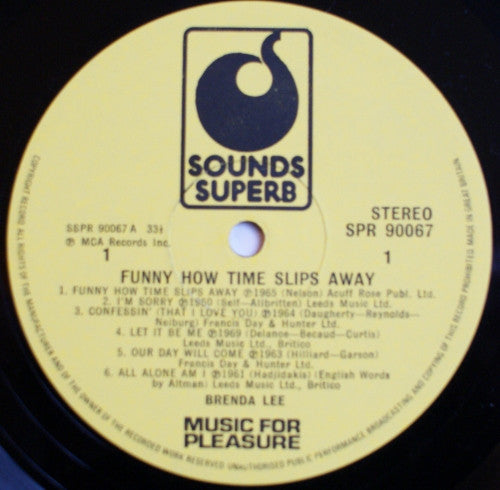 SOUNDS
SUPERB
SSPR 90067 A 33⅓
℗ MCA Records Inc.
1
STEREO
SPR 90067
1
FUNNY HOW TIME SLIPS AWAY
1. FUNNY HOW TIME SLIPS AWAY ℗1965 (Nelson) Acuff Rose Publ. Ltd.
2. I'M SORRY ℗1960 (Self—Allbritten) Leeds Music Ltd.
3. CONFESSIN' (THAT I LOVE YOU) ℗1964 (Daugherty—Reynolds—
Neiburg) Francis Day & Hunter Ltd.
4. LET IT BE ME ℗1969 (Delanoe—Becaud—Curtis)
Leeds Music Ltd., Britico
5. OUR DAY WILL COME ℗1963 (Hilliard—Garson)
Francis Day & Hunter Ltd.
6. ALL ALONE AM I ℗1961 (Hadjidakis) (English Words
by Altman) Leeds Music Ltd., Britico
BRENDA LEE
MUSIC FOR
PLEASURE
COPYRIGHT RECORD ALL RIGHTS OF THE MANUFACTURER AND OF THE OWNER OF THE RECORDED WORK RESERVED UNAUTHORISED PUBLIC PERFORMANCE BROADCASTING AND COPYING OF THIS RECORD PROHIBITED. MADE IN GREAT BRITAIN